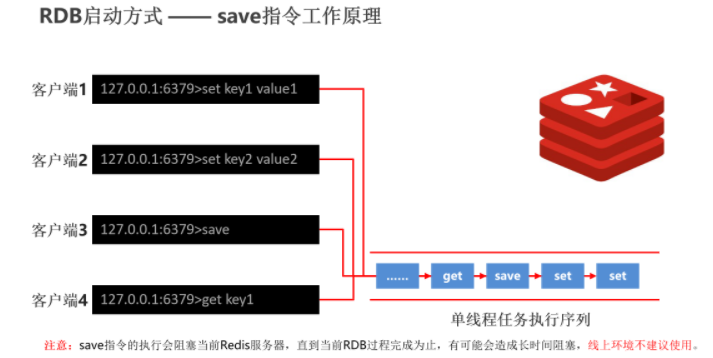 RDB启动方式 —— save指令工作原理
客户端1 127.0.0.1:6379>set key1 value1
客户端2 127.0.0.1:6379>set key2 value2
客户端3 127.0.0.1:6379>save
客户端4 127.0.0.1:6379>get key1
...... get save set set
单线程任务执行序列
注意：save指令的执行会阻塞当前Redis服务器，直到当前RDB过程完成为止，有可能会造成长时间阻塞，线上环境不建议使用。